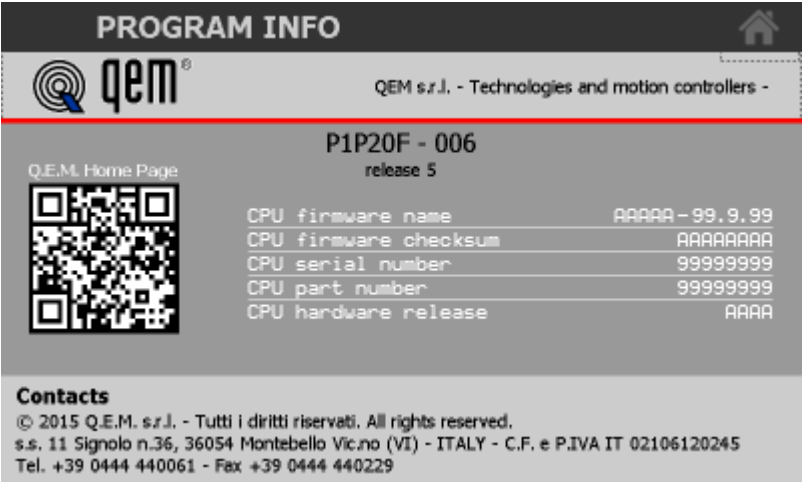 PROGRAM INFO
qem®
QEM s.r.l. - Technologies and motion controllers -
P1P20F - 006
release 5
Q.E.M. Home Page
CPU firmware name AAAAA-99.9.99
CPU firmware checksum AAAAAAAA
CPU serial number 99999999
CPU part number 99999999
CPU hardware release AAAA
Contacts
© 2015 Q.E.M. s.r.l. - Tutti i diritti riservati. All rights reserved.
s.s. 11 Signolo n.36, 36054 Montebello Vic.no (VI) - ITALY - C.F. e P.IVA IT 02106120245
Tel. +39 0444 440061 - Fax +39 0444 440229